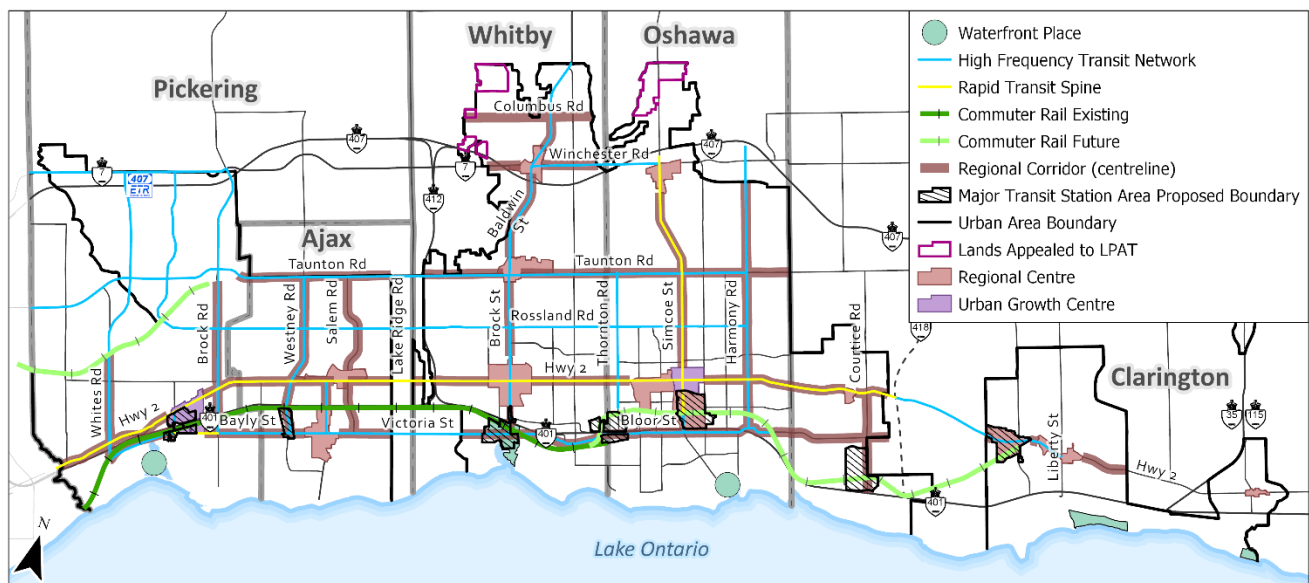 Whitby
Oshawa
Pickering
Ajax
Clarington
Waterfront Place
High Frequency Transit Network
Rapid Transit Spine
Commuter Rail Existing
Commuter Rail Future
Regional Corridor (centreline)
Major Transit Station Area Proposed Boundary
Urban Area Boundary
Lands Appealed to LPAT
Regional Centre
Urban Growth Centre
Columbus Rd
407
407
7
7
Winchester Rd
407
ETR
412
Baldwin St
407
Taunton Rd
Taunton Rd
Brock Rd
Westney Rd
Salem Rd
Lake Ridge Rd
Brock St
Rossland Rd
Thornton Rd
Simcoe St
Harmony Rd
418
Whites Rd
Hwy 2
Hwy 2
Courtice Rd
401
Bayly St
Victoria St
401
Bloor St
Liberty St
35
115
Hwy 2
401
N
Lake Ontario